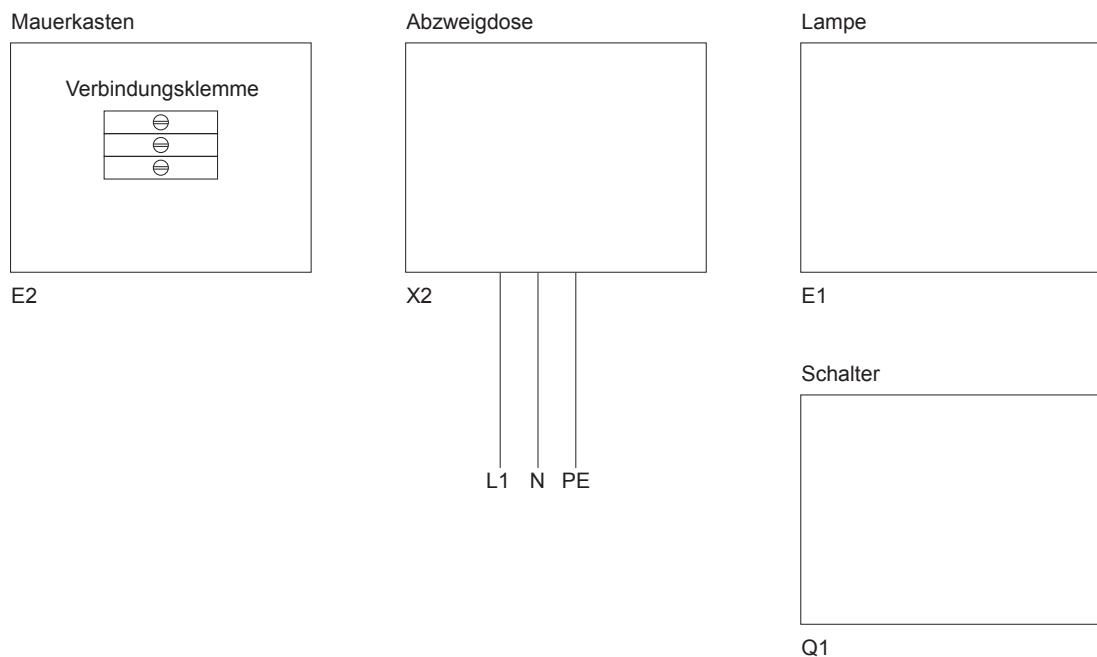 Mauerkasten
Abzweigdose
Lampe
Verbindungsklemme
E2
X2
E1
Schalter
L1 N PE
Q1